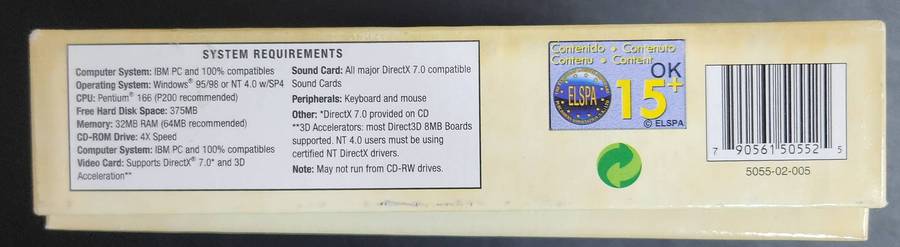 SYSTEM REQUIREMENTS
Computer System: IBM PC and 100% compatibles
Operating System: Windows® 95/98 or NT 4.0 w/SP4
CPU: Pentium® 166 (P200 recommended)
Free Hard Disk Space: 375MB
Memory: 32MB RAM (64MB recommended)
CD-ROM Drive: 4X Speed
Computer System: IBM PC and 100% compatibles
Video Card: Supports DirectX® 7.0* and 3D
Acceleration**
Sound Card: All major DirectX 7.0 compatible
Sound Cards
Peripherals: Keyboard and mouse
Other: *DirectX 7.0 provided on CD
**3D Accelerators: most Direct3D 8MB Boards
supported. NT 4.0 users must be using
certified NT DirectX drivers.
Note: May not run from CD-RW drives.
Contenido • Contenuto
Contenu • Content
OK
ELSPA
15+
© ELSPA
7 90561 50552 5
5055-02-005